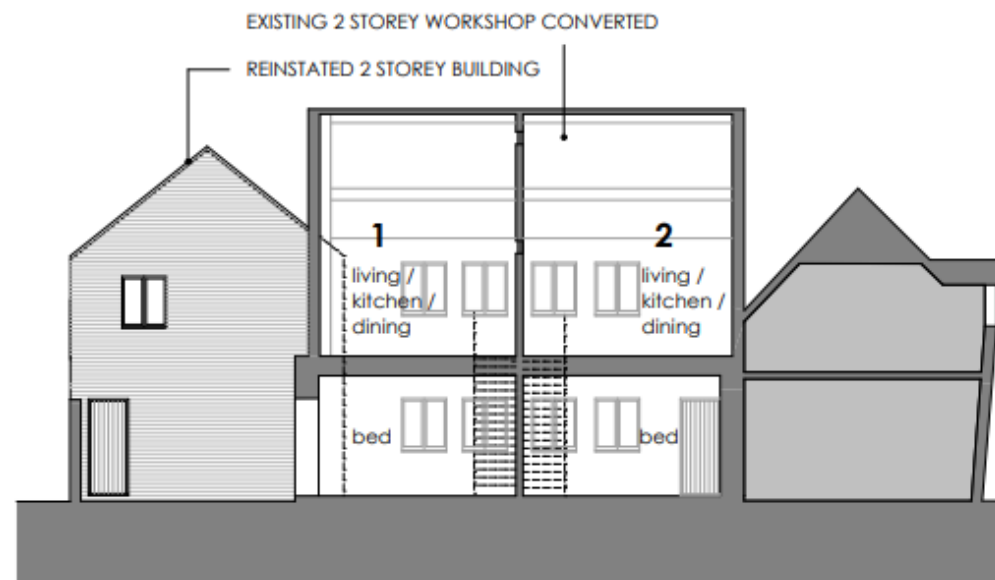 EXISTING 2 STOREY WORKSHOP CONVERTED
REINSTATED 2 STOREY BUILDING
1
living /
kitchen /
dining
2
living /
kitchen /
dining
bed
bed